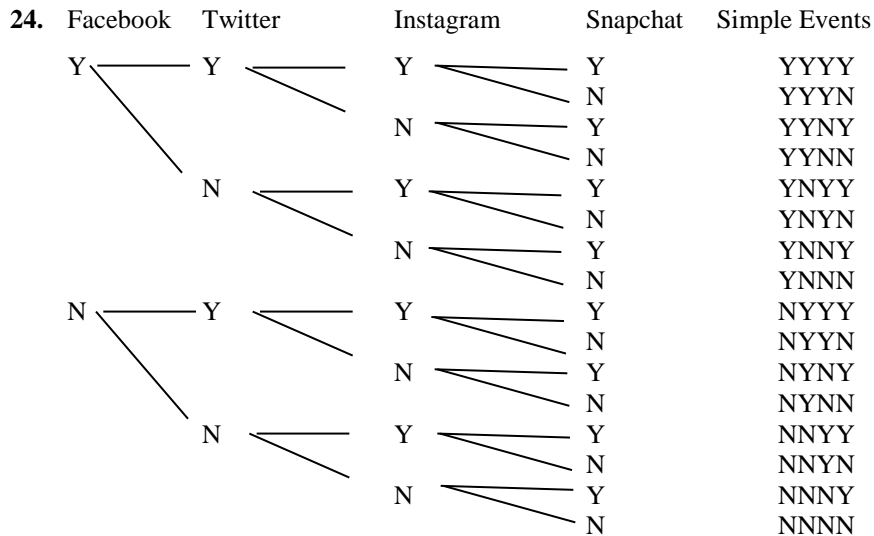 24. Facebook Twitter Instagram Snapchat Simple Events
Y Y Y Y YYYY
N YYYN
N Y YYNY
N YYNN
N Y Y YNYY
N YNYN
N Y YNNY
N YNNN
N Y Y Y NYYY
N NYYN
N Y NYNY
N NYNN
N Y Y NNYY
N NNYN
N Y NNNY
N NNNN